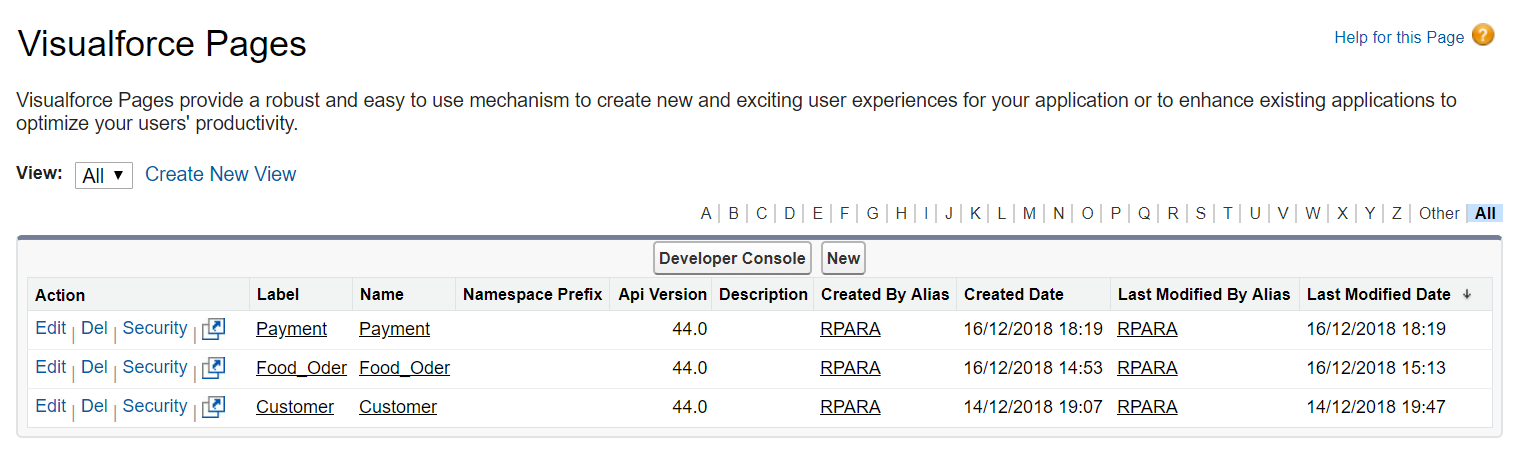 Visualforce Pages
Help for this Page ?
Visualforce Pages provide a robust and easy to use mechanism to create new and exciting user experiences for your application or to enhance existing applications to
optimize your users' productivity.
View: All ▼ Create New View
A | B | C | D | E | F | G | H | I | J | K | L | M | N | O | P | Q | R | S | T | U | V | W | X | Y | Z | Other | All
Developer Console New
Action Label Name Namespace Prefix Api Version Description Created By Alias Created Date Last Modified By Alias Last Modified Date ↓
Edit | Del | Security | Payment Payment 44.0 RPARA 16/12/2018 18:19 RPARA 16/12/2018 18:19
Edit | Del | Security | Food_Oder Food_Oder 44.0 RPARA 16/12/2018 14:53 RPARA 16/12/2018 15:13
Edit | Del | Security | Customer Customer 44.0 RPARA 14/12/2018 19:07 RPARA 14/12/2018 19:47